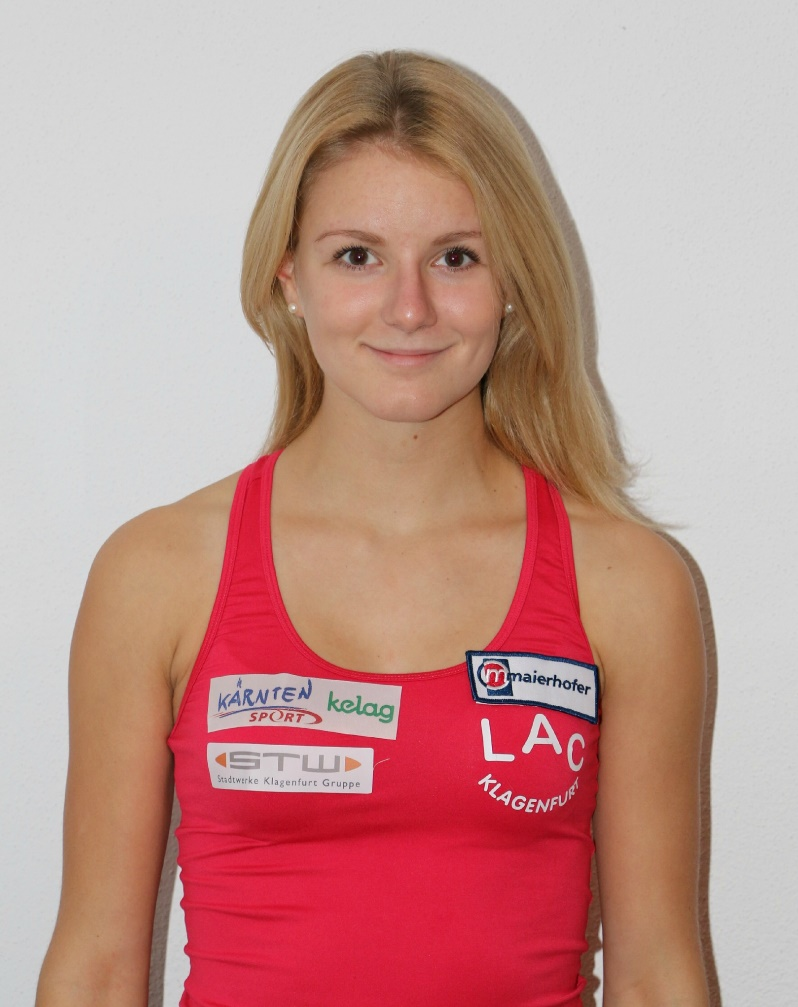 KÄRNTEN
SPORT
kelag
STW
Stadtwerke Klagenfurt Gruppe
m maierhofer
LAC
KLAGENFURT